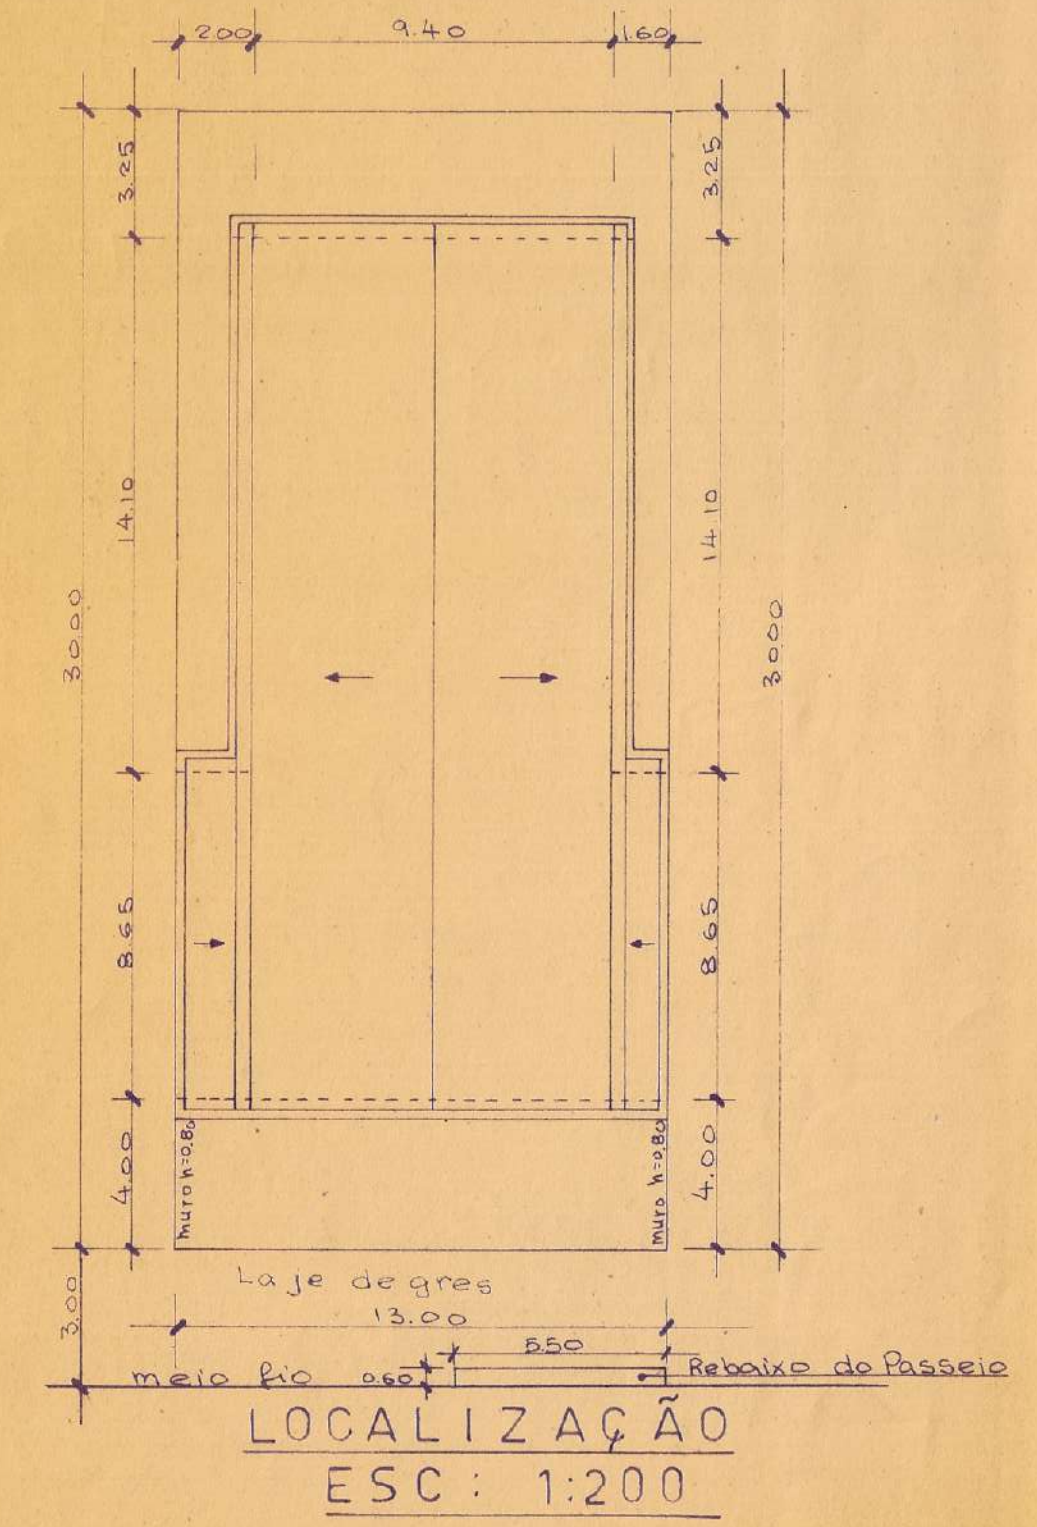 2.00 9.40 1.60
3.25 3.25
14.10 14.10
30.00 30.00
8.65 8.65
4.00 4.00
muro h=0.80 muro h=0.80
Laje de gres
3.00
13.00
5.50
meio fio 0.60 Rebaixo do Passeio
LOCALIZAÇÃO
ESC: 1:200